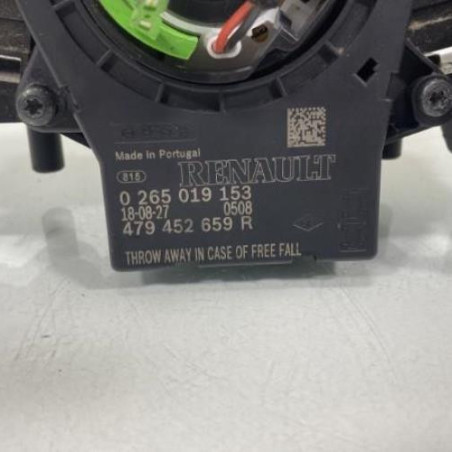 Made in Portugal
815 RENAULT
0 265 019 153
18-08-27 0508
479 452 659 R
THROW AWAY IN CASE OF FREE FALL